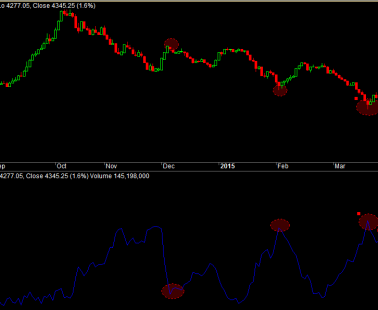 Lo 4277.05, Close 4345.25 (1.6%)
Oct Nov Dec 2015 Feb Mar
4277.05, Close 4345.25 (1.6%) Volume 145,198,000